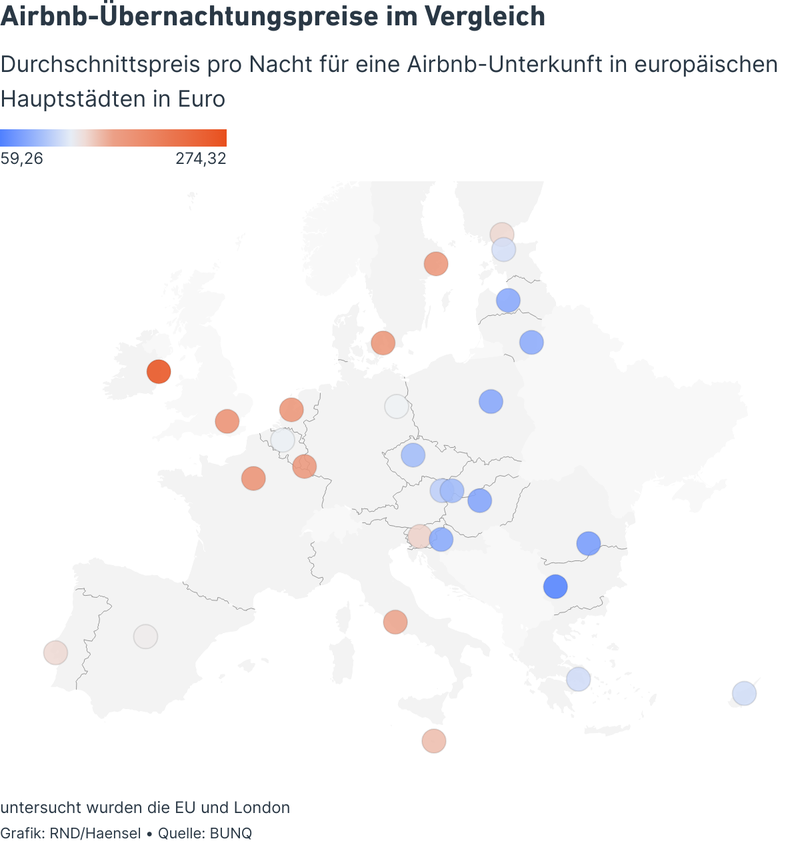 Airbnb-Übernachtungspreise im Vergleich
Durchschnittspreis pro Nacht für eine Airbnb-Unterkunft in europäischen
Hauptstädten in Euro
59,26 274,32
untersucht wurden die EU und London
Grafik: RND/Haensel • Quelle: BUNQ